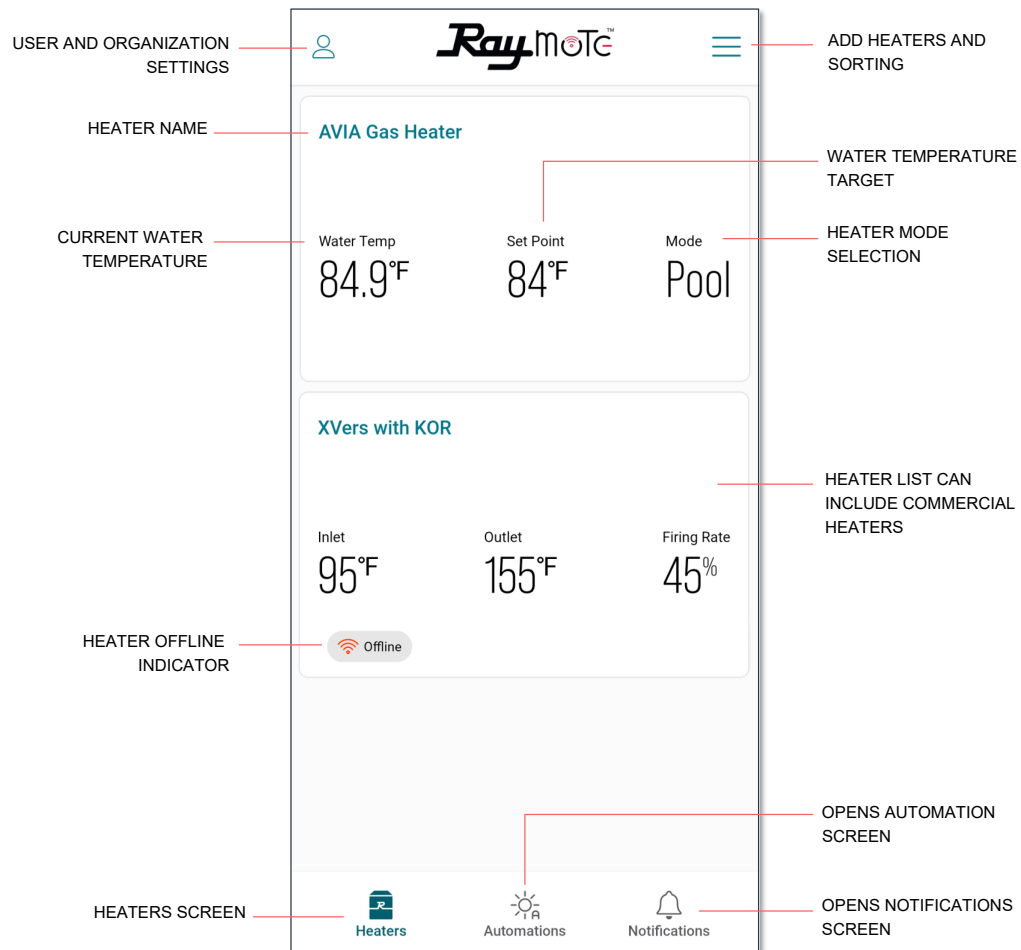 USER AND ORGANIZATION
SETTINGS
Raymote™
ADD HEATERS AND
SORTING
HEATER NAME
AVIA Gas Heater
WATER TEMPERATURE
TARGET
CURRENT WATER
TEMPERATURE
Water Temp
Set Point
Mode
HEATER MODE
SELECTION
84.9°F
84°F
Pool
XVers with KOR
HEATER LIST CAN
INCLUDE COMMERCIAL
HEATERS
Inlet
Outlet
Firing Rate
95°F
155°F
45%
HEATER OFFLINE
INDICATOR
Offline
OPENS AUTOMATION
SCREEN
HEATERS SCREEN
R
A
Heaters
Automations
Notifications
OPENS NOTIFICATIONS
SCREEN